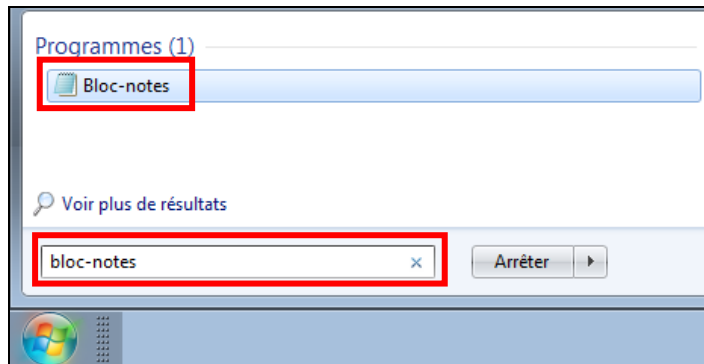 Programmes (1)
Bloc-notes
Voir plus de résultats
bloc-notes
Arrêter